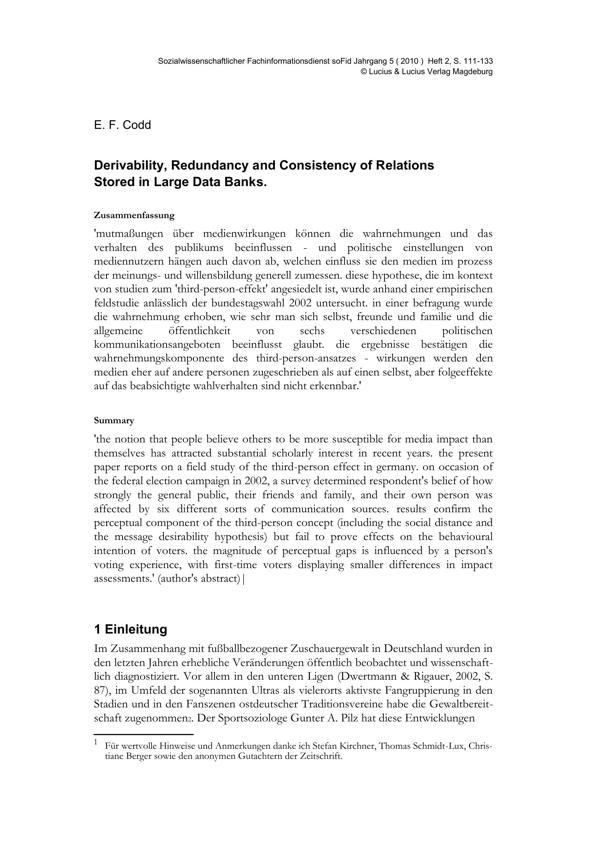 Sozialwissenschaftlicher Fachinformationsdienst soFid Jahrgang 5 ( 2010 )  Heft 2, S. 111-133
© Lucius & Lucius Verlag Magdeburg
E. F. Codd
Derivability, Redundancy and Consistency of Relations
Stored in Large Data Banks.
Zusammenfassung
'mutmaßungen über medienwirkungen können die wahrnehmungen und das
verhalten des publikums beeinflussen - und politische einstellungen von
mediennutzern hängen auch davon ab, welchen einfluss sie den medien im prozess
der meinungs- und willensbildung generell zumessen. diese hypothese, die im kontext
von studien zum 'third-person-efekt' angesiedelt ist, wurde anhand einer empirischen
feldstudie anlässlich der bundestagswahl 2002 untersucht. in einer befragung wurde
die wahrnehmung erhoben, wie sehr man sich selbst, freunde und familie und die
allgemeine öffentlichkeit von sechs verschiedenen politischen
kommunikationsangeboten beeinflusst glaubt. die ergebnisse bestätigen die
wahrnehmungskomponente des third-person-ansatzes - wirkungen werden den
medien eher auf andere personen zugeschrieben als auf einen selbst, aber folgeeffekte
auf das beabsichtigte wahlverhalten sind nicht erkennbar.'
Summary
'the notion that people believe others to be more susceptible for media impact than
themselves has attracted substantial scholarly interest in recent years. the present
paper reports on a field study of the third-person effect in germany. on occasion of
the federal election campaign in 2002, a survey determined respondent's belief of how
strongly the general public, their friends and family, and their own person was
affected by six different sorts of communication sources. results confirm the
perceptual component of the third-person concept (including the social distance and
the message desirability hypothesis) but fail to prove effects on the behavioural
intention of voters. the magnitude of perceptual gaps is influenced by a person's
voting experience, with first-time voters displaying smaller differences in impact
assessments.' (author's abstract)|
1 Einleitung
Im Zusammenhang mit fußballbezogener Zuschauergewalt in Deutschland wurden in
den letzten Jahren erhebliche Veränderungen öffentlich beobachtet und wissenschaft-
lich diagnostiziert. Vor allem in den unteren Ligen (Dwertmann & Rigauer, 2002, S.
87), im Umfeld der sogenannten Ultras als vielerorts aktivste Fangruppierung in den
Stadien und in den Fanszenen ostdeutscher Traditionsvereine habe die Gewaltbereit-
schaft zugenommen2. Der Sportsoziologe Gunter A. Pilz hat diese Entwicklungen
1 Für wertvolle Hinweise und Anmerkungen danke ich Stefan Kirchner, Thomas Schmidt-Lux, Chris-
tiane Berger sowie den anonymen Gutachtern der Zeitschrift.